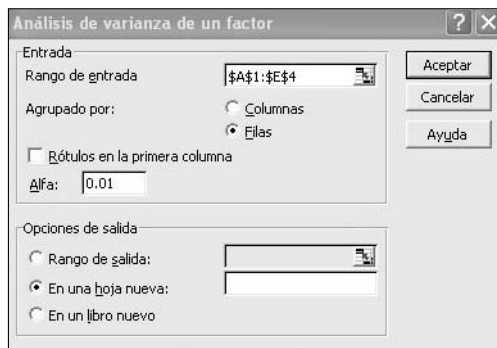 Análisis de varianza de un factor
Entrada
Rango de entrada $A$1:$E$4
Agrupado por: Columnas
Filas
Rótulos en la primera columna
Alfa: 0.01
Aceptar
Cancelar
Ayuda
Opciones de salida
Rango de salida:
En una hoja nueva:
En un libro nuevo